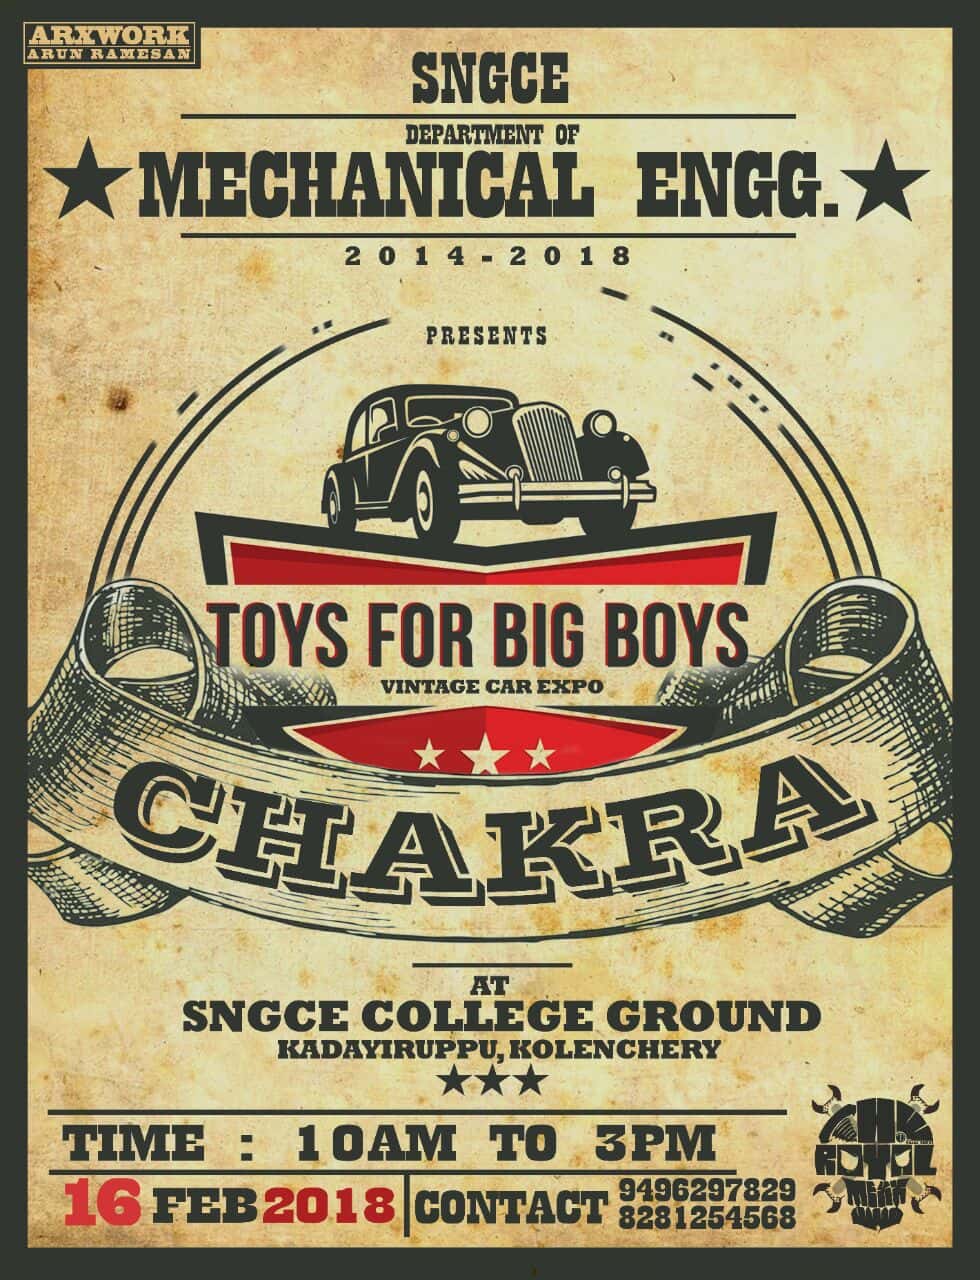 ARXWORK
ARUN RAMESAN
SNGCE
DEPARTMENT OF
MECHANICAL ENGG.
2014-2018
PRESENTS
TOYS FOR BIG BOYS
VINTAGE CAR EXPO
CHAKRA
AT
SNGCE COLLEGE GROUND
KADAYIRUPPU, KOLENCHERY
TIME : 10AM TO 3PM
16 FEB 2018
CONTACT
9496297829
8281254568
ROYAL